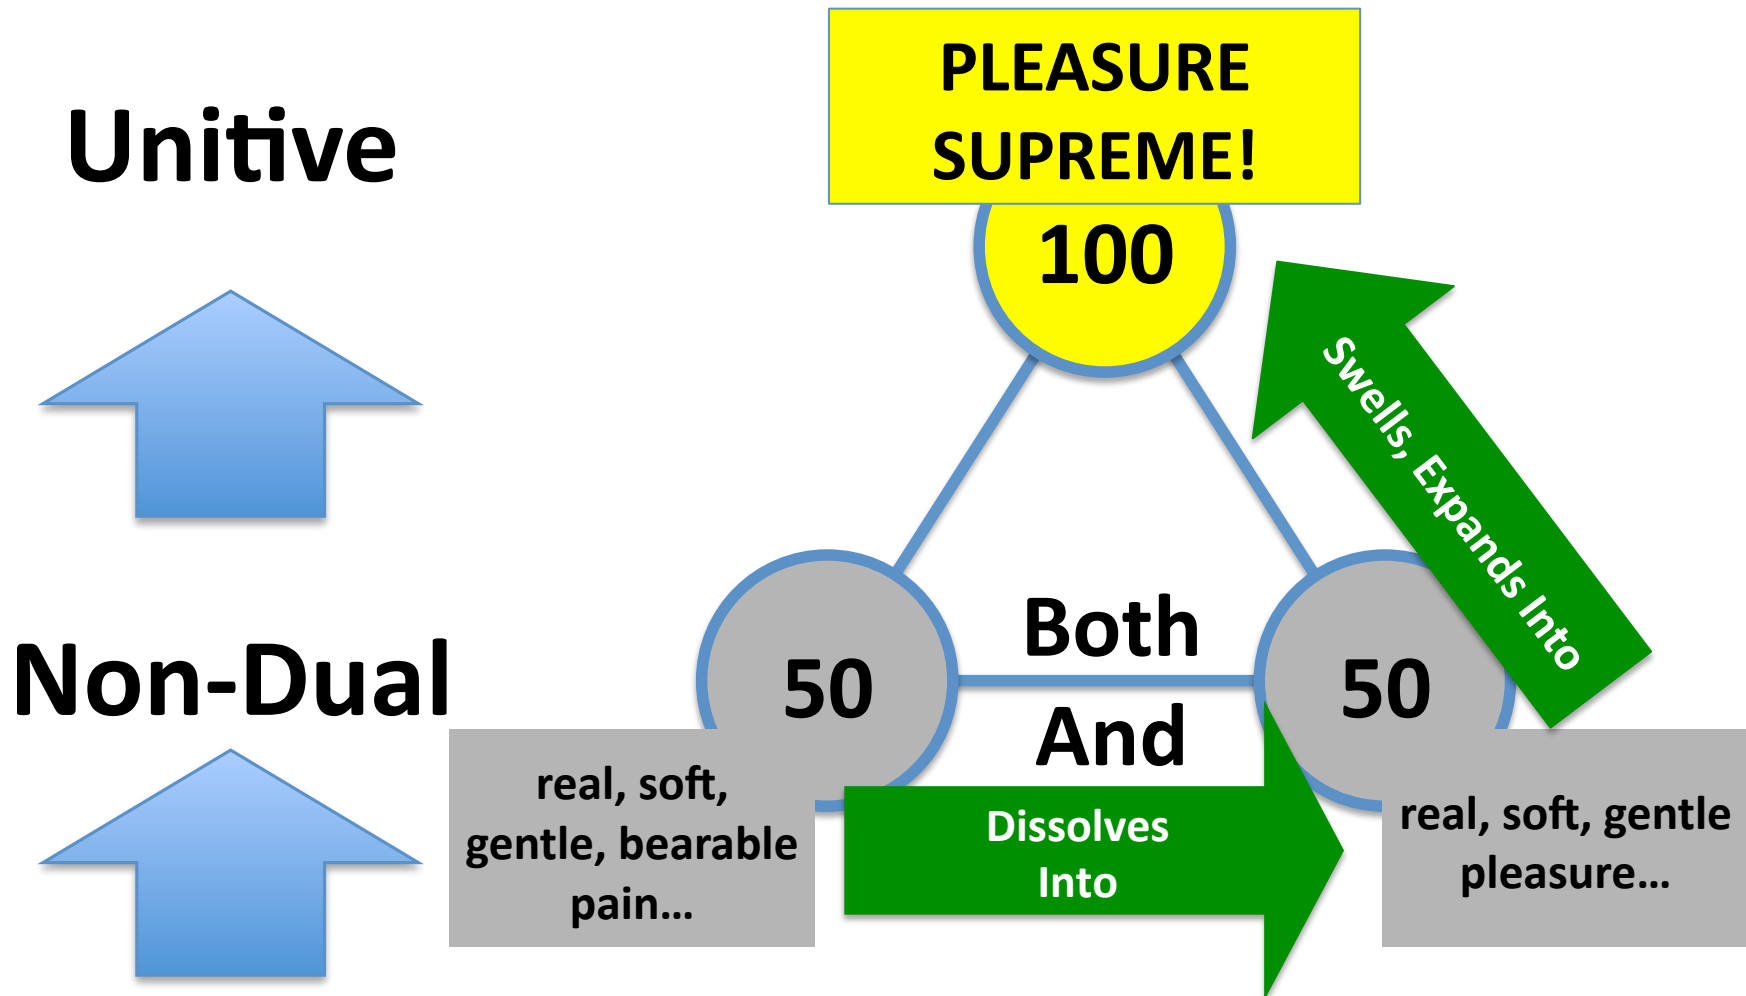 PLEASURE
SUPREME!
Unitive
100
Swells, Expands Into
Both
50
50
Non-Dual
And
real, soft,
gentle, bearable
pain…
Dissolves
Into
real, soft, gentle
pleasure…